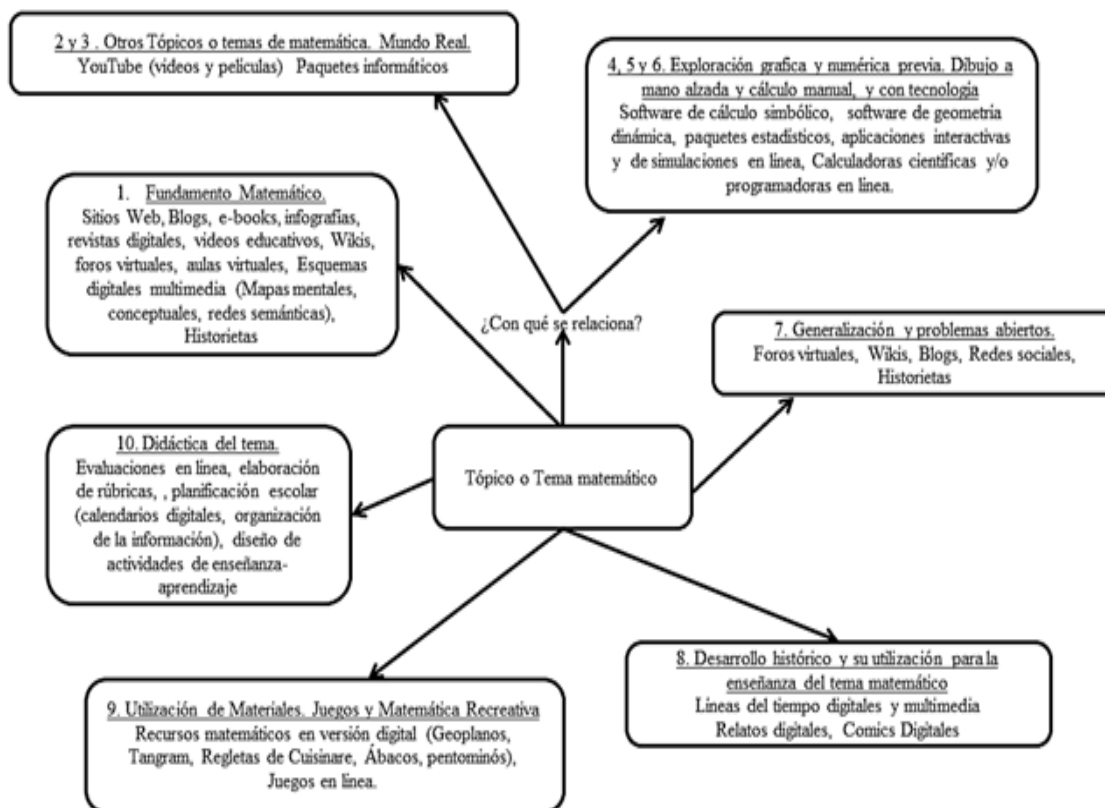 2 y 3 . Otros Tópicos o temas de matemática. Mundo Real.
YouTube (videos y películas) Paquetes informáticos
4, 5 y 6. Exploración grafica y numérica previa. Dibujo a
mano alzada y cálculo manual, y con tecnologia
Software de cálculo simbólico, software de geometria
dinámica, paquetes estadísticos, aplicaciones interactivas
y de simulaciones en línea, Calculadoras científicas y/o
programadoras en linea.
1. Fundamento Matemático.
Sitios Web, Blogs, e-books, infografías,
revistas digitales, videos educativos, Wikis,
foros virtuales, aulas virtuales, Esquemas
digitales multimedia (Mapas mentales,
conceptuales, redes semánticas),
Historietas
¿Con qué se relaciona?
7. Generalización y problemas abiertos.
Foros virtuales, Wikis, Blogs, Redes sociales,
Historietas
10. Didáctica del tema.
Evaluaciones en linea, elaboración
de rúbricas, , planificación escolar
(calendarios digitales, organización
de la información), diseño de
actividades de enseñanza-
aprendizaje
Tópico o Tema matemático
8. Desarrollo histórico y su utilización para la
enseñanza del tema matemático
Lineas del tiempo digitales y multimedia
Relatos digitales, Comics Digitales
9. Utilización de Materiales. Juegos y Matemática Recreativa
Recursos matemáticos en versión digital (Geoplanos,
Tangram, Regletas de Cuisinare, Ábacos, pentominós),
Juegos en linea.